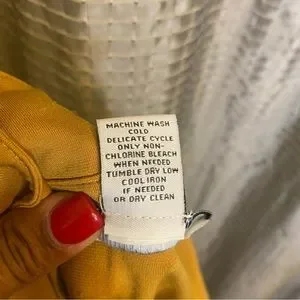 MACHINE WASH
COLD
DELICATE CYCLE
ONLY NON-
CHLORINE BLEACH
WHEN NEEDED
TUMBLE DRY LOW
COOL IRON
IF NEEDED
OR DRY CLEAN